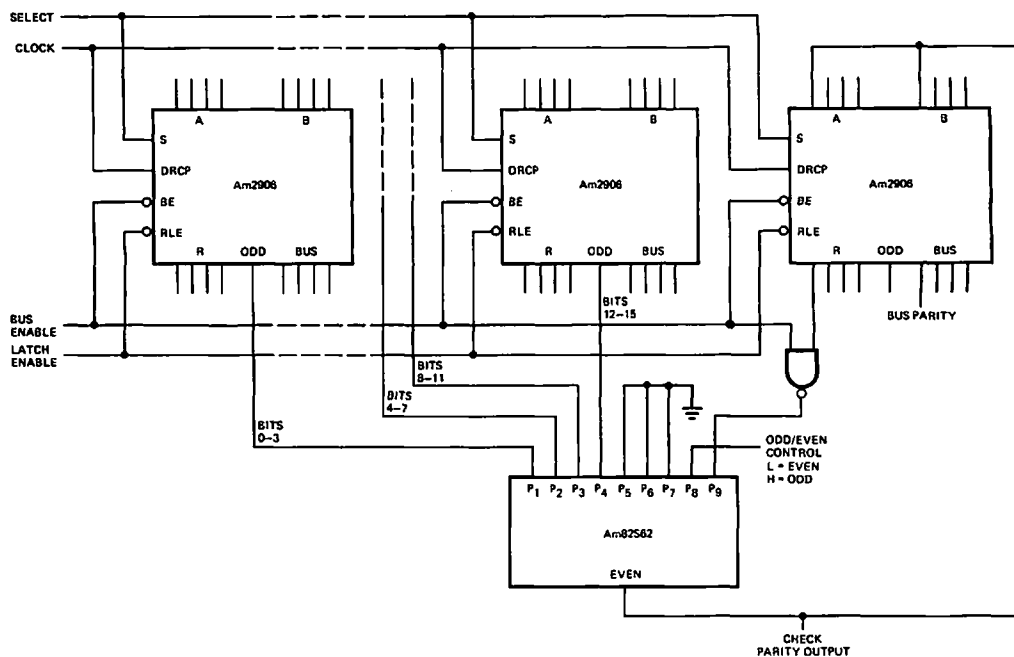 SELECT
CLOCK
A B
S
DRCP
Am2906
BE
RLE
R ODD BUS
A B
S
DRCP
Am2906
BE
RLE
R ODD BUS
A B
S
DRCP
Am2906
BE
RLE
R ODD BUS
BUS PARITY
BUS
ENABLE
LATCH
ENABLE
BITS
12-15
BITS
8-11
BITS
4-7
BITS
0-3
ODD/EVEN
CONTROL
L = EVEN
H = ODD
P1 P2 P3 P4 P5 P6 P7 P8 P9
Am82S62
EVEN
CHECK
PARITY OUTPUT